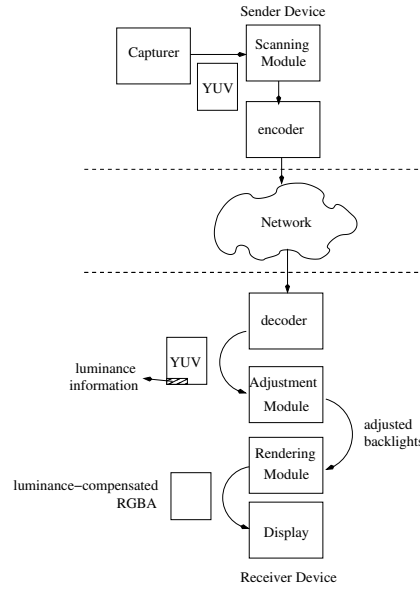 Sender Device
Capturer
Scanning
Module
YUV
encoder
Network
decoder
YUV
luminance
information
Adjustment
Module
adjusted
backlights
Rendering
Module
luminance−compensated
RGBA
Display
Receiver Device